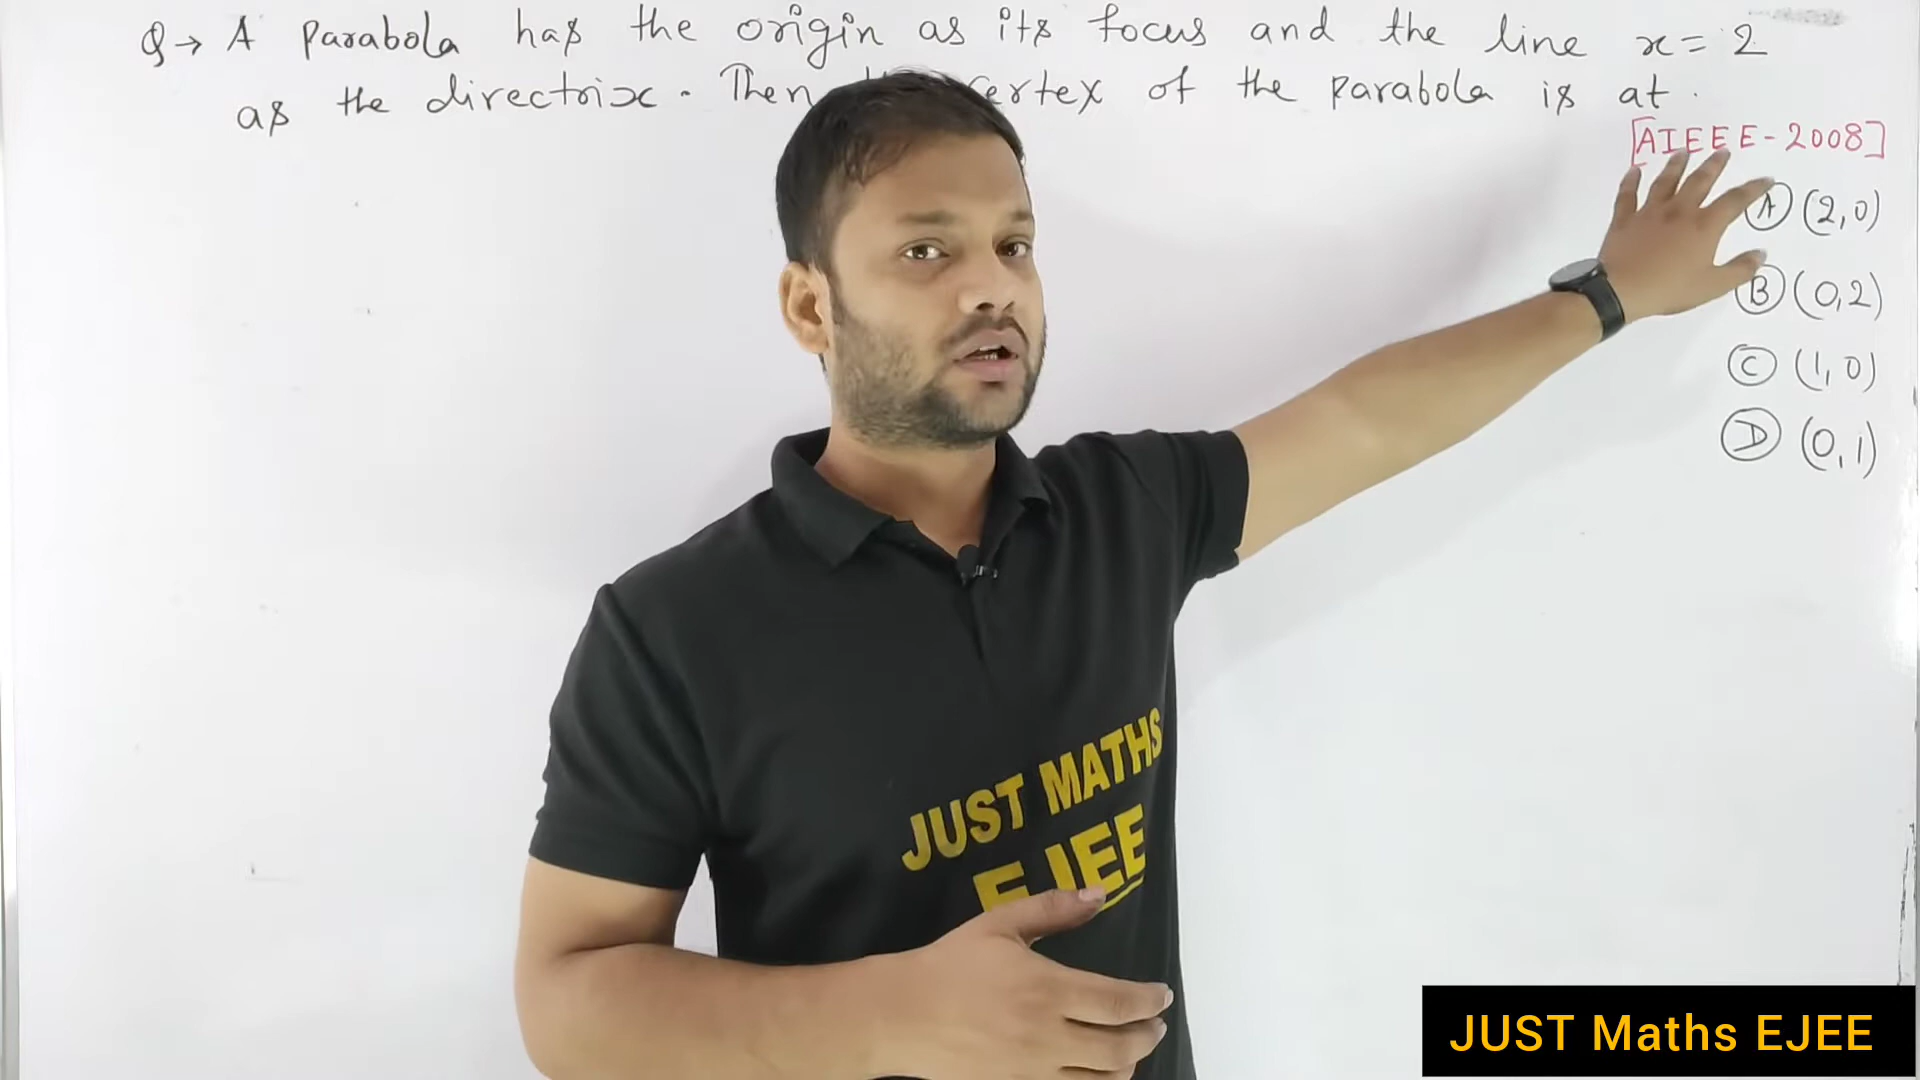 Q→ A parabola has the origin as its focus and the line x = 2
as the directrix. Then vertex of the parabola is at.
[AIEEE-2008]
A (2,0)
B (0,2)
C (1,0)
D (0,1)
JUST MATHS
EJEE
JUST Maths EJEE